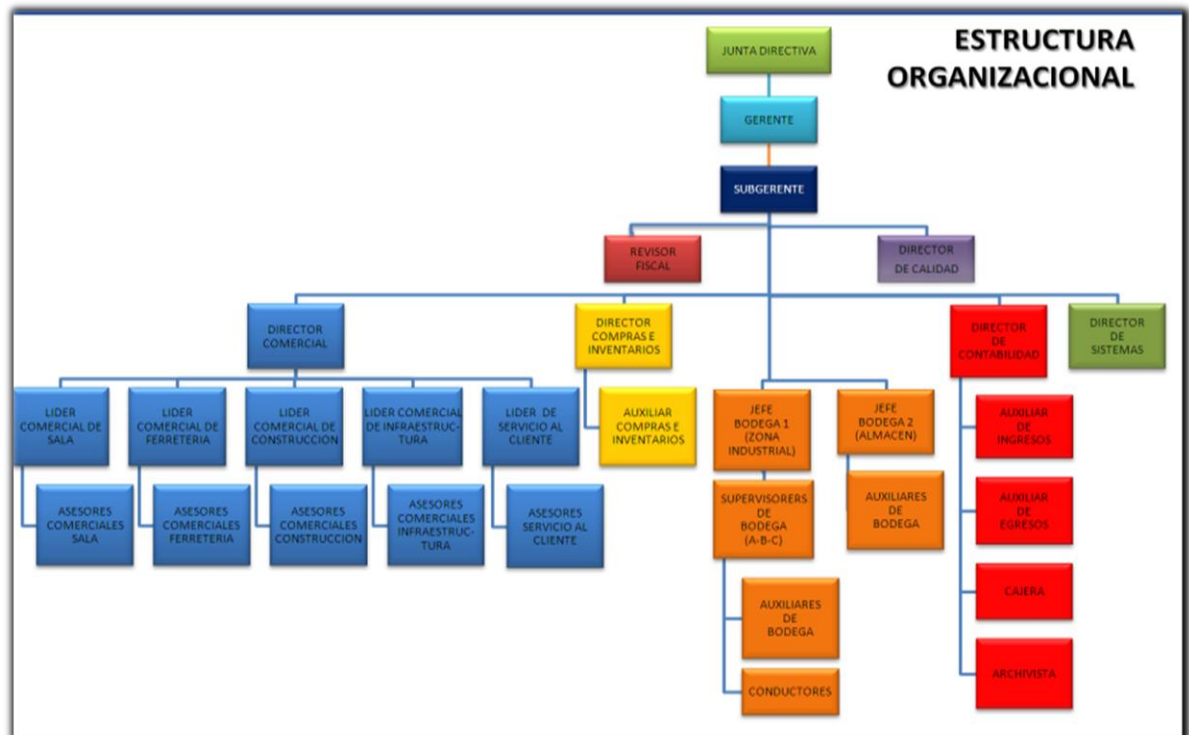 ESTRUCTURA
ORGANIZACIONAL
JUNTA DIRECTIVA
GERENTE
SUBGERENTE
REVISOR
FISCAL
DIRECTOR
DE CALIDAD
DIRECTOR
COMERCIAL
DIRECTOR
COMPRAS E
INVENTARIOS
DIRECTOR
DE
CONTABILIDAD
DIRECTOR
DE
SISTEMAS
LIDER
COMERCIAL DE
SALA
LIDER
COMERCIAL DE
FERRETERIA
LIDER
COMERCIAL DE
CONSTRUCCION
LIDER COMERCIAL
DE INFRAESTRUC-
TURA
LIDER DE
SERVICIO AL
CLIENTE
AUXILIAR
COMPRAS E
INVENTARIOS
JEFE
BODEGA 1
(ZONA
INDUSTRIAL)
JEFE
BODEGA 2
(ALMACEN)
AUXILIAR
DE
INGRESOS
ASESORES
COMERCIALES
SALA
ASESORES
COMERCIALES
FERRETERIA
ASESORES
COMERCIALES
CONSTRUCCION
ASESORES
COMERCIALES
INFRAESTRUC-
TURA
ASESORES
SERVICIO AL
CLIENTE
SUPERVISORERS
DE
BODEGA
(A-B-C)
AUXILIARES
DE
BODEGA
AUXILIAR
DE
EGRESOS
AUXILIARES
DE
BODEGA
CAJERA
CONDUCTORES
ARCHIVISTA